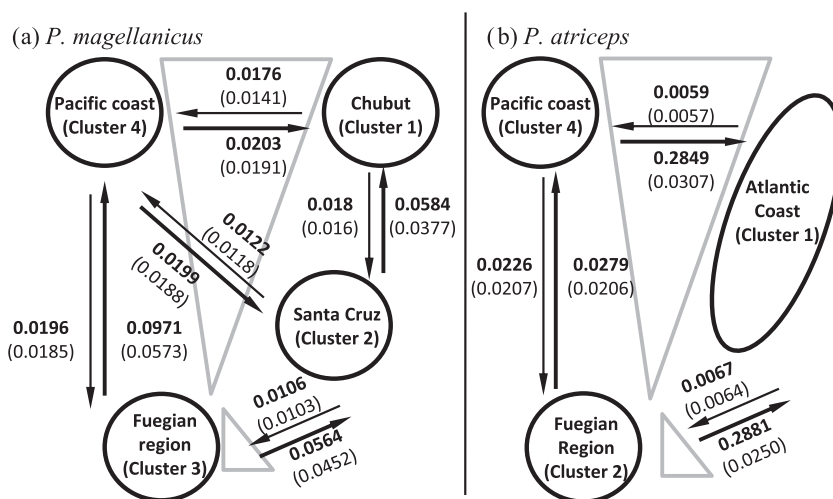 (a) P. magellanicus
Pacific coast
(Cluster 4)
0.0176
(0.0141)
0.0203
(0.0191)
Chubut
(Cluster 1)
0.018
(0.016)
0.0584
(0.0377)
0.0122
(0.0118)
0.0199
(0.0188)
Santa Cruz
(Cluster 2)
0.0196
(0.0185)
0.0971
(0.0573)
Fuegian
region
(Cluster 3)
0.0106
(0.0103)
0.0564
(0.0452)
(b) P. atriceps
Pacific coast
(Cluster 4)
0.0059
(0.0057)
0.2849
(0.0307)
Atlantic
Coast
(Cluster 1)
0.0226
(0.0207)
0.0279
(0.0206)
Fuegian
Region
(Cluster 2)
0.0067
(0.0064)
0.2881
(0.0250)